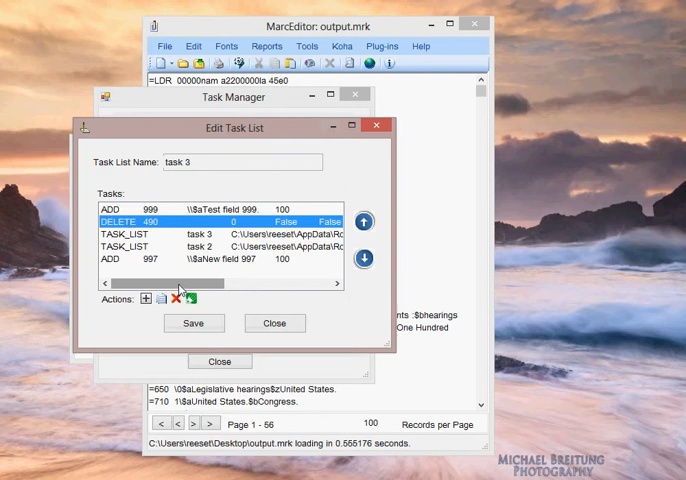 MarcEditor: output.mrk
File Edit Fonts Reports Tools Koha Plug-ins Help
=LDR 00000nam a2200000Ia 45e0
Task Manager
Edit Task List
Task List Name: task 3
Tasks:
ADD 999 \\$aTest field 999. 100
DELETE 490 0 False False
TASK_LIST task 3 C:\Users\reeset\AppData\Ro
TASK_LIST task 2 C:\Users\reeset\AppData\Ro
ADD 997 \\$aNew field 997 100
Actions:
Save Close
nts :$bhearings
One Hundred
Close
=650 \0$aLegislative hearings$zUnited States.
=710 1\$aUnited States.$bCongress.
Page 1 - 56 100 Records per Page
C:\Users\reeset\Desktop\output.mrk loading in 0.555176 seconds.
MICHAEL BREITUNG
PHOTOGRAPHY